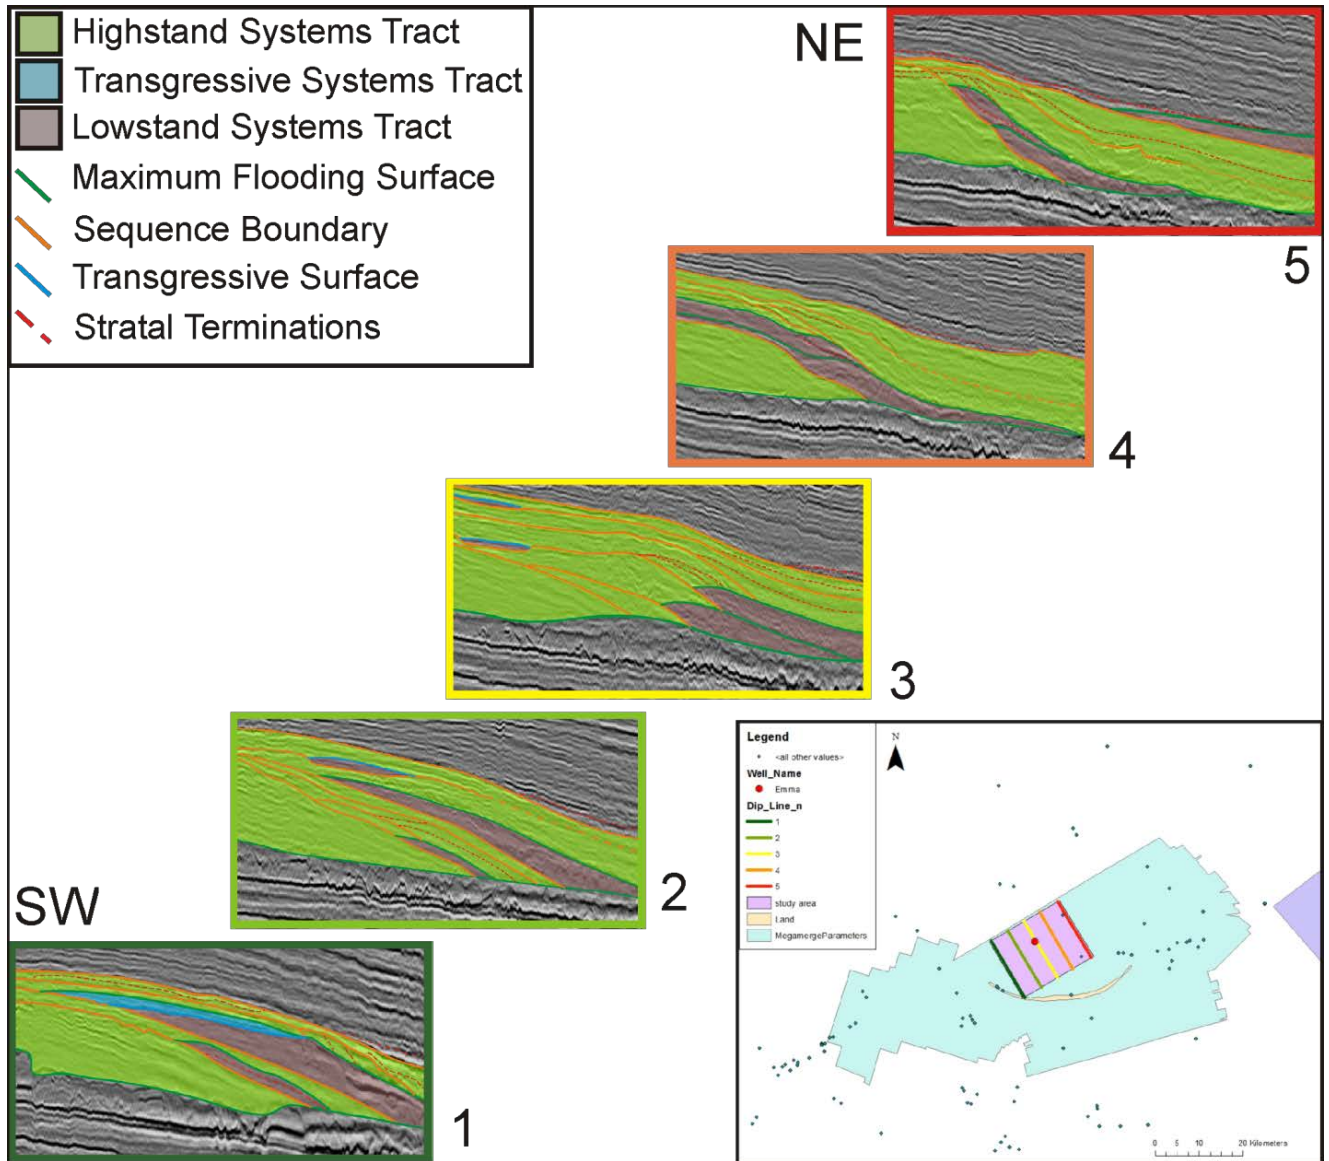 Highstand Systems Tract
Transgressive Systems Tract
Lowstand Systems Tract
Maximum Flooding Surface
Sequence Boundary
Transgressive Surface
Stratal Terminations
NE
5
4
3
2
SW
1
Legend
<all other values>
Well_Name
Emma
Dip_Line_n
1
2
3
4
5
study area
Land
MegamergeParameters
N
0 5 10 20 Kilometers